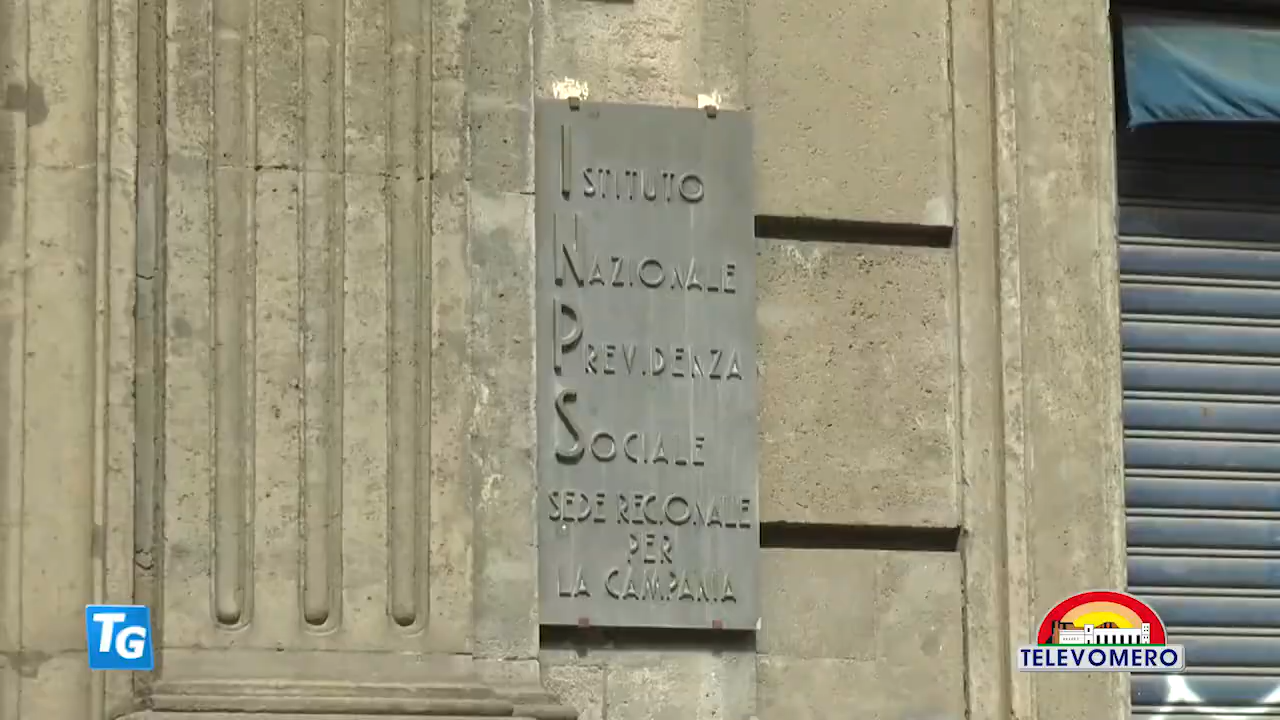 ISTITUTO
NAZIONALE
PREVIDENZA
SOCIALE
SEDE REGIONALE
PER
LA CAMPANIA
TG
TELEVOMERO